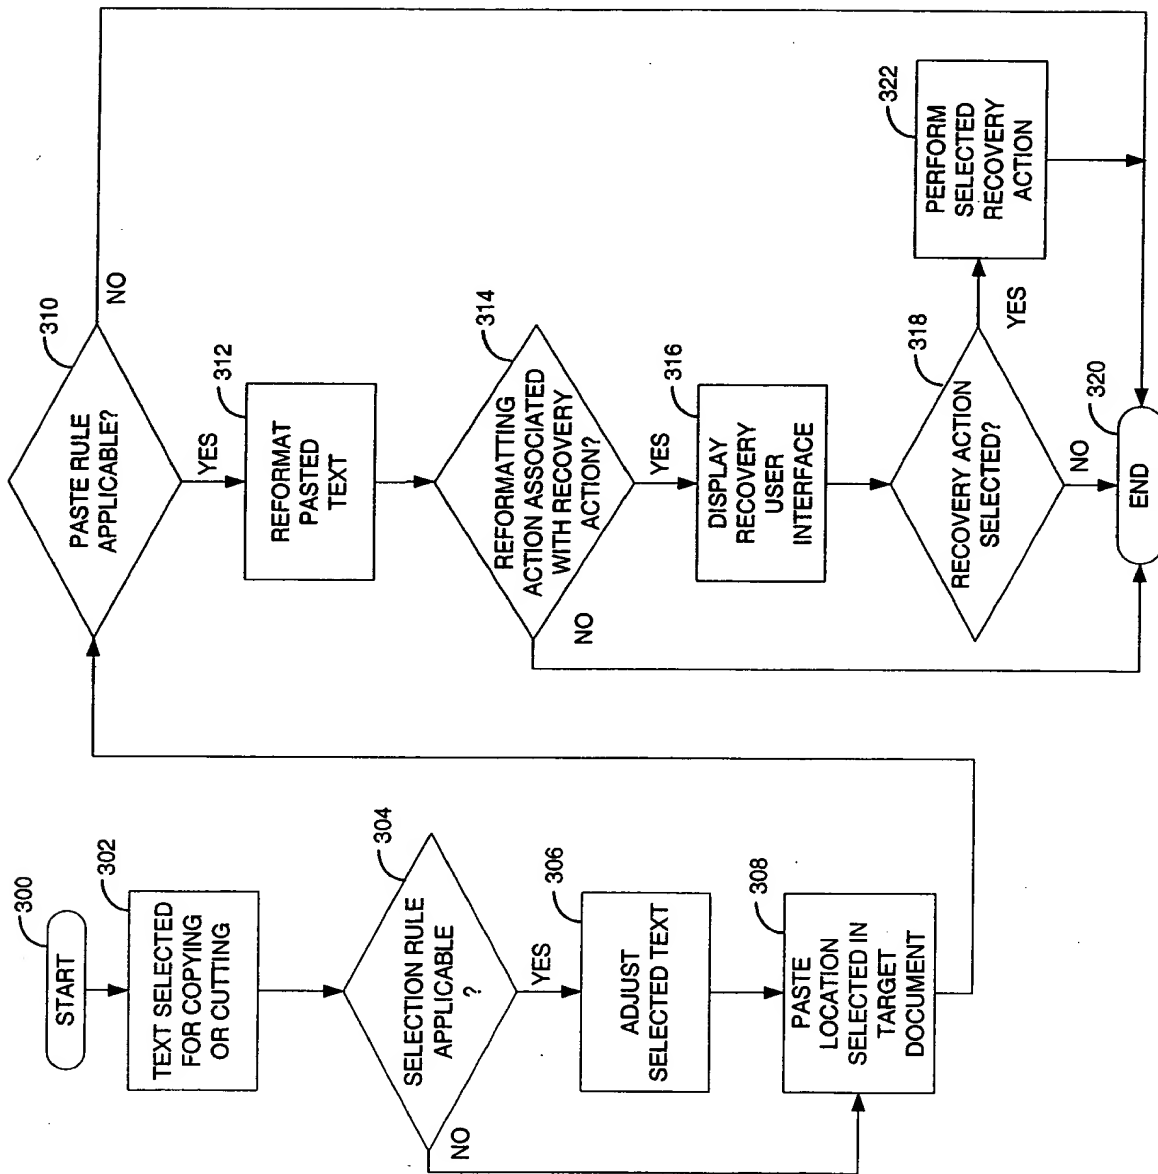 300
START
302
TEXT SELECTED
FOR COPYING
OR CUTTING
304
SELECTION RULE
APPLICABLE
?
YES
NO
306
ADJUST
SELECTED TEXT
308
PASTE
LOCATION
SELECTED IN
TARGET
DOCUMENT
310
PASTE RULE
APPLICABLE?
NO
YES
312
REFORMAT
PASTED
TEXT
314
REFORMATTING
ACTION ASSOCIATED
WITH RECOVERY
ACTION?
NO
YES
316
DISPLAY
RECOVERY
USER
INTERFACE
318
RECOVERY ACTION
SELECTED?
YES
NO
322
PERFORM
SELECTED
RECOVERY
ACTION
320
END